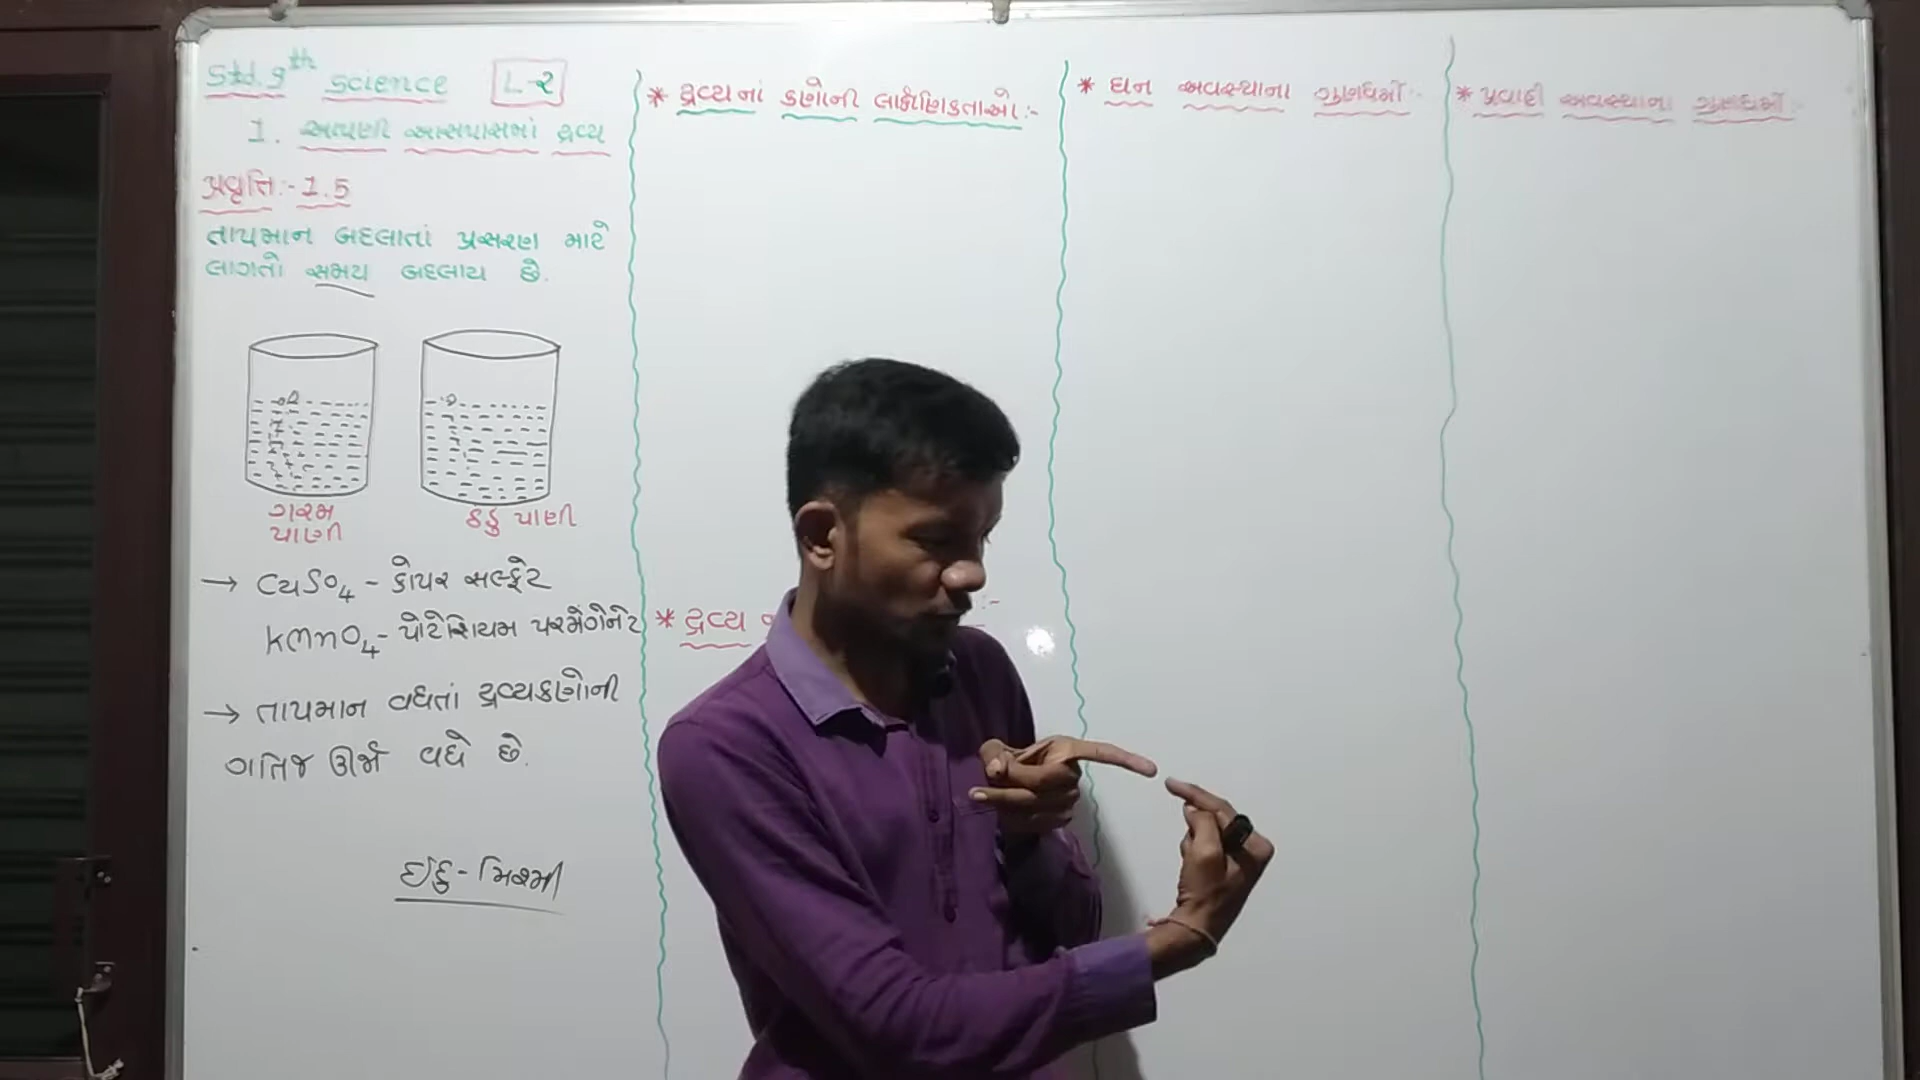 Std. 9th Science L-2
1. આપણી આસપાસમાં દ્રવ્ય
પ્રવૃત્તિ:- 1.5
તાપમાન બદલાતાં પ્રસરણ માટે
લાગતો સમય બદલાય છે.
ગરમ
પાણી
ઠંડુ પાણી
→ CuSO4 - કોપર સલ્ફેટ
KMnO4 - પોટેશિયમ પરમેંગેનેટ
→ તાપમાન વધતાં દ્રવ્યકણોની
ગતિજ ઊર્જા વધે છે.
* દ્રવ્યનાં કણોની લાક્ષણિકતાઓ:-
* દ્રવ્ય
* ઘન અવસ્થાના ગુણધર્મો:-
* પ્રવાહી અવસ્થાના ગુણધર્મો:-